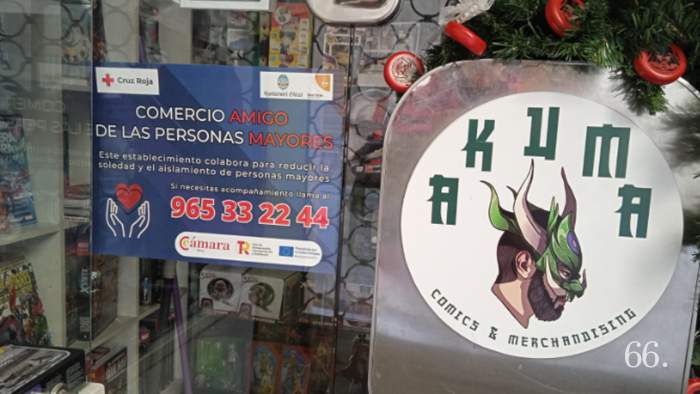 Cruz Roja
COMERCIO AMIGO
DE LAS PERSONAS MAYORES
Este establecimiento colabora para reducir la
soledad y el aislamiento de personas mayores
Si necesitas acompañamiento llama al
965 33 22 44
Cámara
AKUMA
COMICS & MERCHANDISING
66.